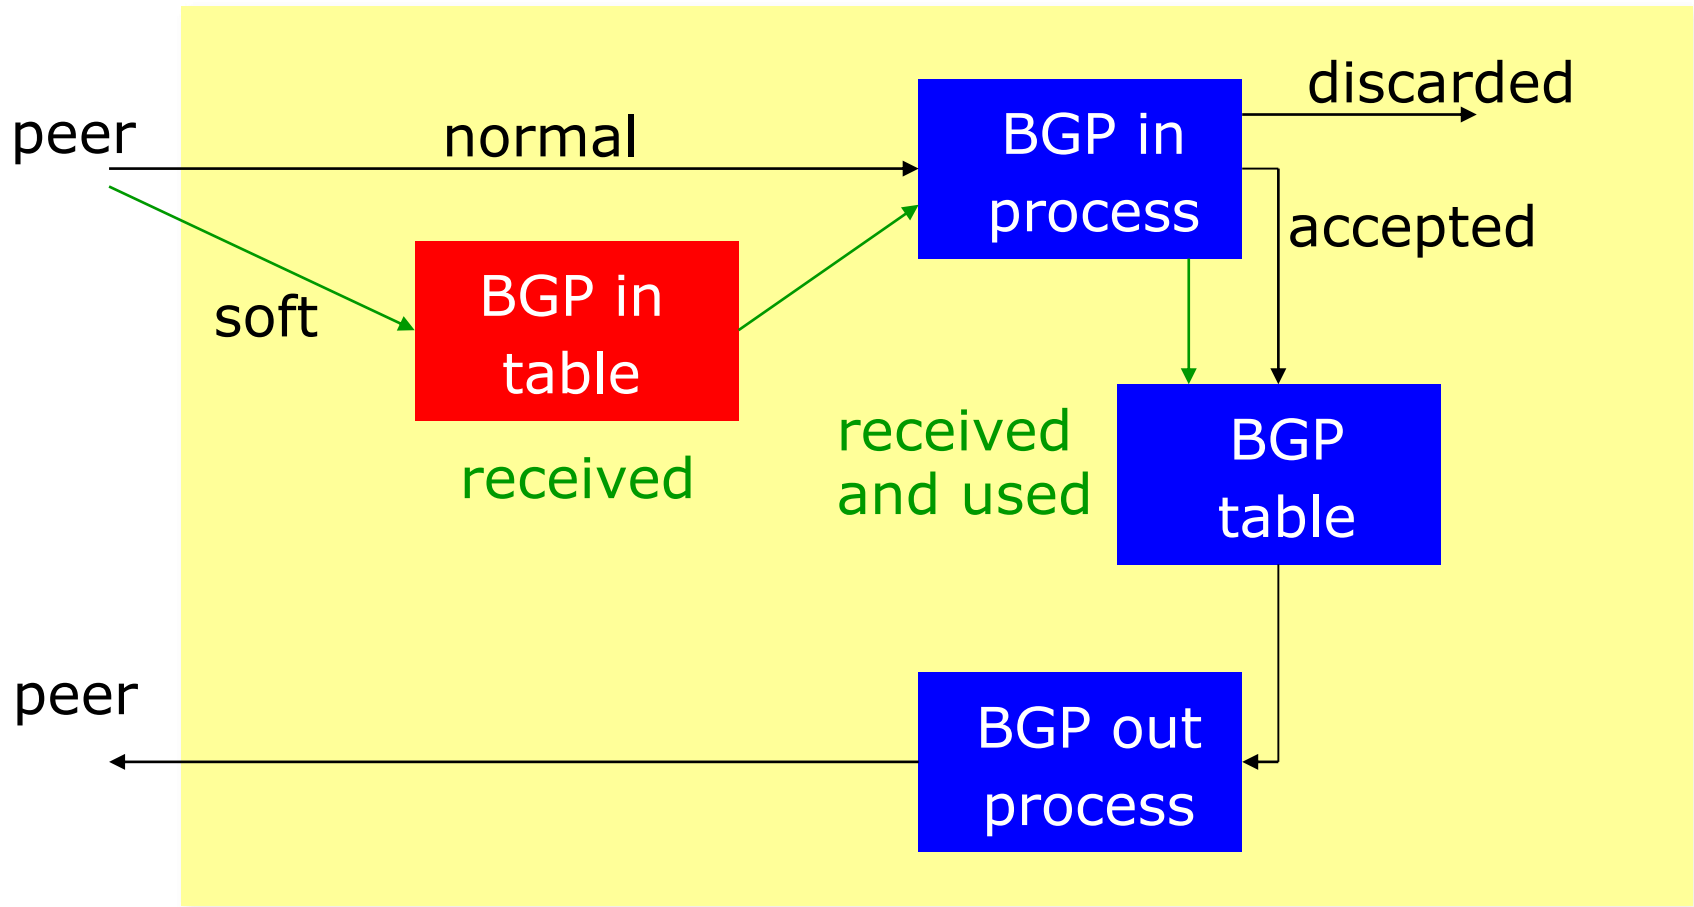 discarded
peer
normal
BGP in
process
accepted
soft
BGP in
table
received
received
and used
BGP
table
peer
BGP out
process